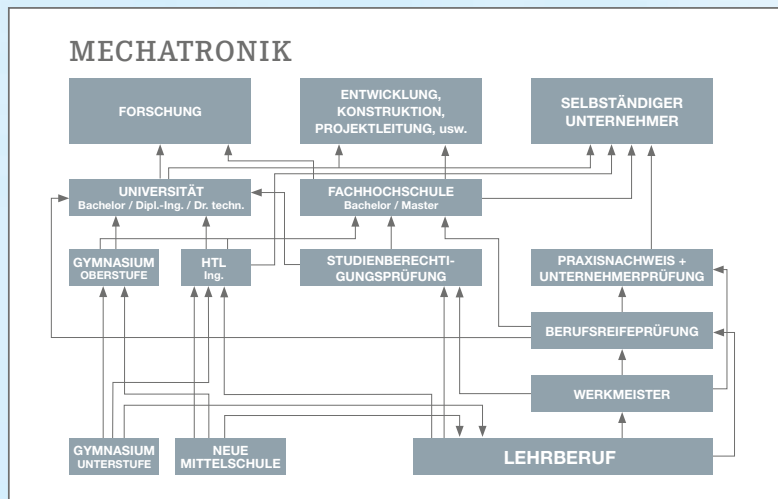 MECHATRONIK
FORSCHUNG
ENTWICKLUNG,
KONSTRUKTION,
PROJEKTLEITUNG, usw.
SELBSTÄNDIGER
UNTERNEHMER
UNIVERSITÄT
Bachelor / Dipl.-Ing. / Dr. techn.
FACHHOCHSCHULE
Bachelor / Master
GYMNASIUM
OBERSTUFE
HTL
Ing.
STUDIENBERECHTI-
GUNGSPRÜFUNG
PRAXISNACHWEIS +
UNTERNEHMERPRÜFUNG
BERUFSREIFEPRÜFUNG
WERKMEISTER
GYMNASIUM
UNTERSTUFE
NEUE
MITTELSCHULE
LEHRBERUF